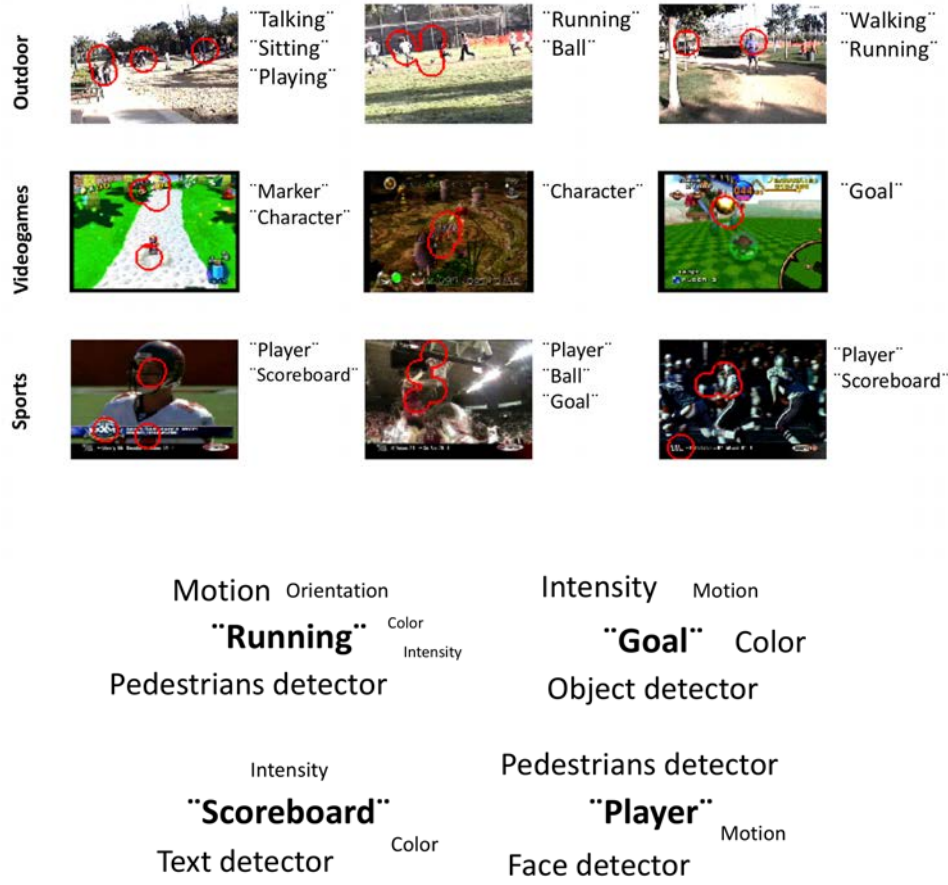 Outdoor
¨Talking¨
¨Sitting¨
¨Playing¨
¨Running¨
¨Ball¨
¨Walking¨
¨Running¨
Videogames
¨Marker¨
¨Character¨
¨Character¨
¨Goal¨
Sports
¨Player¨
¨Scoreboard¨
¨Player¨
¨Ball¨
¨Goal¨
¨Player¨
¨Scoreboard¨
Motion Orientation
¨Running¨ Color
Intensity
Pedestrians detector
Intensity Motion
¨Goal¨ Color
Object detector
Intensity
¨Scoreboard¨
Color
Text detector
Pedestrians detector
¨Player¨
Motion
Face detector